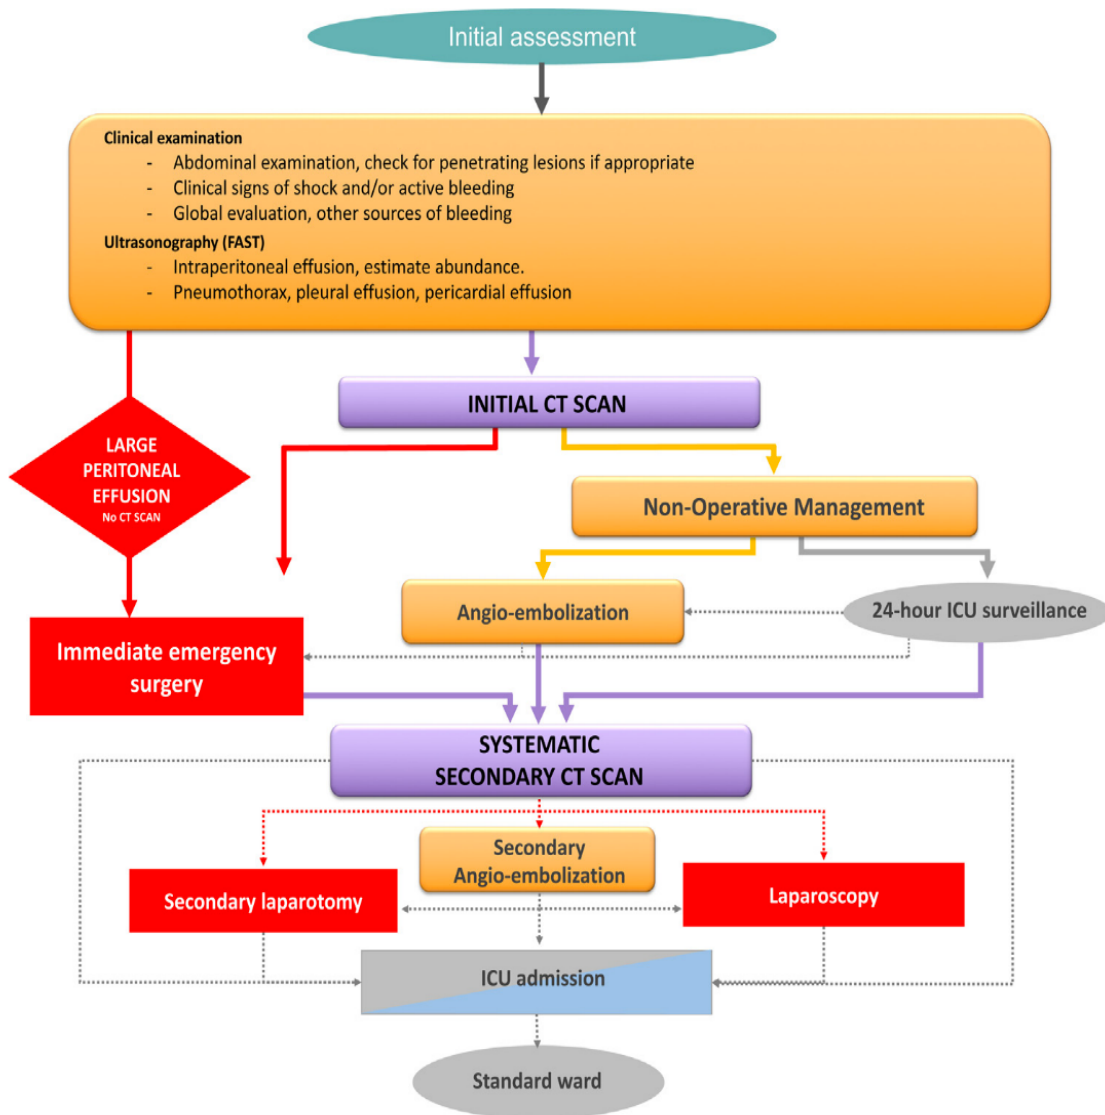 Initial assessment
Clinical examination
- Abdominal examination, check for penetrating lesions if appropriate
- Clinical signs of shock and/or active bleeding
- Global evaluation, other sources of bleeding
Ultrasonography (FAST)
- Intraperitoneal effusion, estimate abundance.
- Pneumothorax, pleural effusion, pericardial effusion
INITIAL CT SCAN
LARGE
PERITONEAL
EFFUSION
No CT SCAN
Non-Operative Management
Angio-embolization
24-hour ICU surveillance
Immediate emergency
surgery
SYSTEMATIC
SECONDARY CT SCAN
Secondary
Angio-embolization
Secondary laparotomy
Laparoscopy
ICU admission
Standard ward